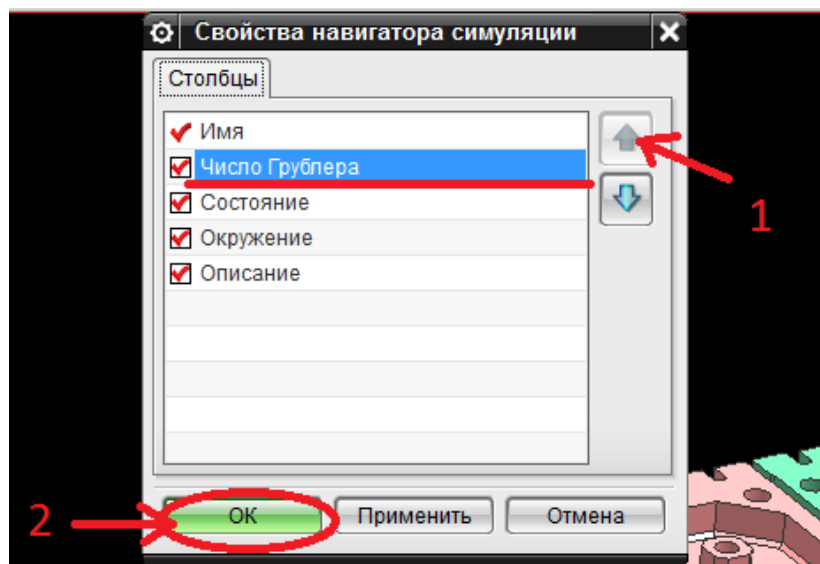 Свойства навигатора симуляции
Столбцы
Имя
Число Грублера
Состояние
Окружение
Описание
1
2
ОК Применить Отмена